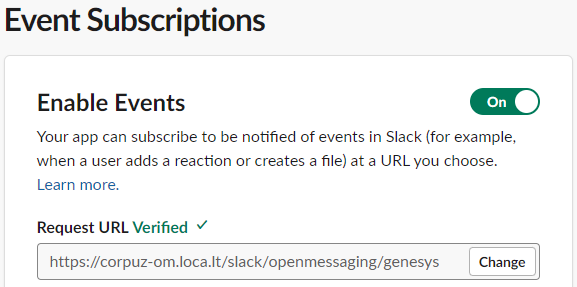 Event Subscriptions
Enable Events
On
Your app can subscribe to be notified of events in Slack (for example,
when a user adds a reaction or creates a file) at a URL you choose.
Learn more.
Request URL Verified ✓
https://corpuz-om.loca.lt/slack/openmessaging/genesys
Change